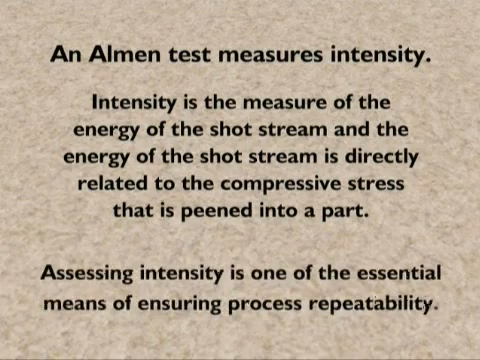 An Almen test measures intensity.
Intensity is the measure of the
energy of the shot stream and the
energy of the shot stream is directly
related to the compressive stress
that is peened into a part.
Assessing intensity is one of the essential
means of ensuring process repeatability.